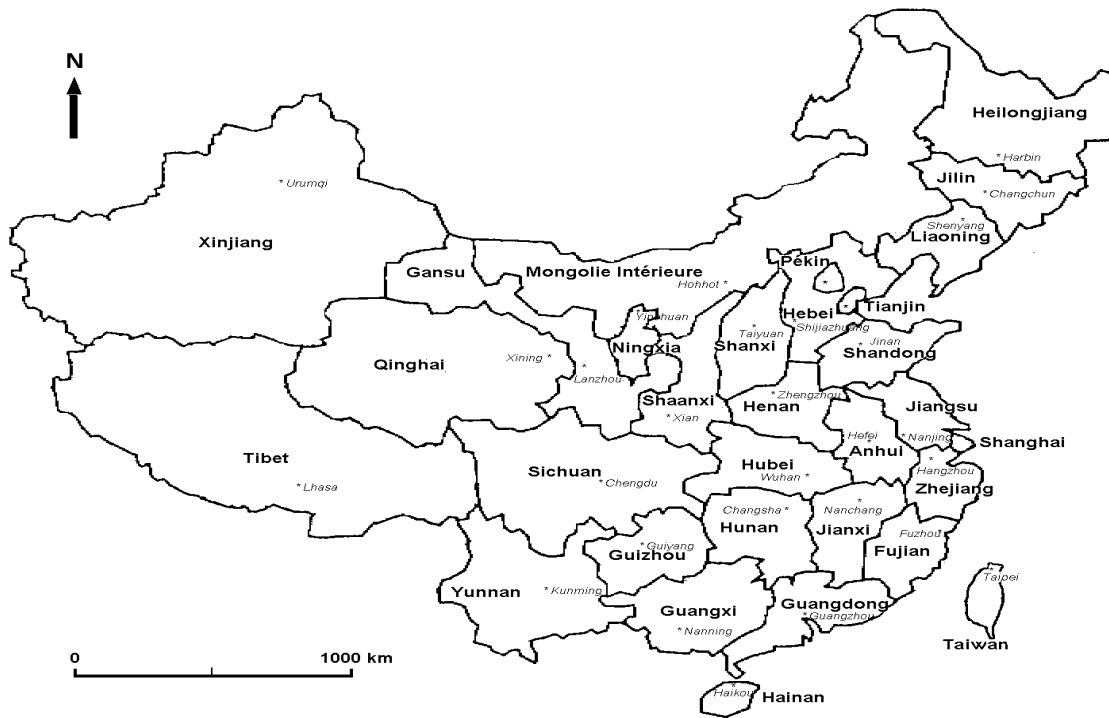 N
Heilongjiang
* Harbin
Jilin
* Changchun
* Urumqi
*
Shenyang
Liaoning
Xinjiang
Pékin
*
Gansu
Mongolie Intérieure
Hohhot *
*
Tianjin
Hebei
* Yinchuan
*
Shijiazhuang
*
Taiyuan
Ningxia
Shanxi
* Jinan
Shandong
Qinghai
Xining *
*
Lanzhou
Shaanxi
* Xian
* Zhengzhou
Henan
Jiangsu
* Nanjing
Hefei
*
Anhui
Shanghai
Tibet
* Lhasa
Sichuan
* Chengdu
Hubei
Wuhan *
*
Hangzhou
Zhejiang
Changsha *
Hunan
*
Nanchang
Jianxi
Fuzhou *
Fujian
* Guiyang
Guizhou
Yunnan
* Kunming
Guangxi
* Nanning
Guangdong
* Guangzhou
*
Taipei
Taiwan
0 1000 km
*
Haikou
Hainan